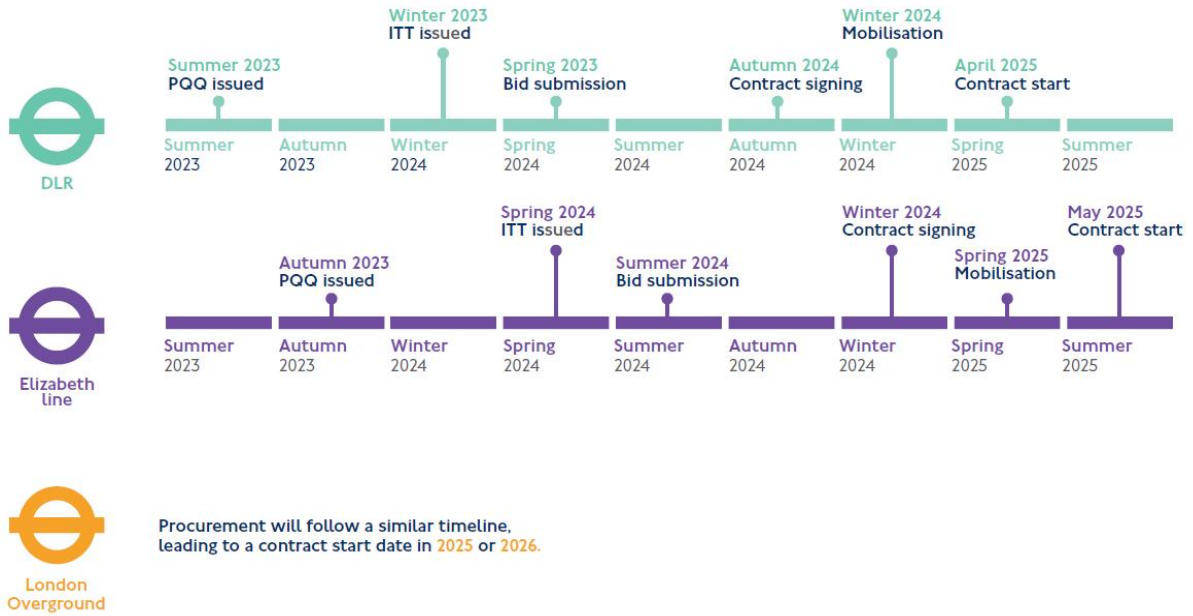 Winter 2023
ITT issued
Winter 2024
Mobilisation
Summer 2023
PQQ issued
Spring 2023
Bid submission
Autumn 2024
Contract signing
April 2025
Contract start
DLR
Summer 2023
Autumn 2023
Winter 2024
Spring 2024
Summer 2024
Autumn 2024
Winter 2024
Spring 2025
Summer 2025
Spring 2024
ITT issued
Winter 2024
Contract signing
May 2025
Contract start
Autumn 2023
PQQ issued
Summer 2024
Bid submission
Spring 2025
Mobilisation
Elizabeth
line
Summer 2023
Autumn 2023
Winter 2024
Spring 2024
Summer 2024
Autumn 2024
Winter 2024
Spring 2025
Summer 2025
London
Overground
Procurement will follow a similar timeline,
leading to a contract start date in 2025 or 2026.